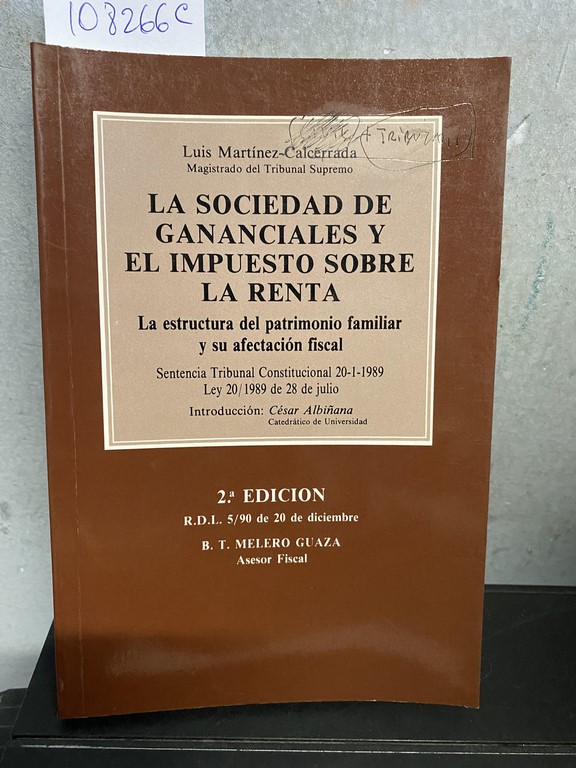 108266C
Luis Martínez-Calcerrada
Magistrado del Tribunal Supremo
LA SOCIEDAD DE
GANANCIALES Y
EL IMPUESTO SOBRE
LA RENTA
La estructura del patrimonio familiar
y su afectación fiscal
Sentencia Tribunal Constitucional 20-1-1989
Ley 20/1989 de 28 de julio
Introducción: César Albiñana
Catedrático de Universidad
2.ª EDICION
R.D.L. 5/90 de 20 de diciembre
B. T. MELERO GUAZA
Asesor Fiscal